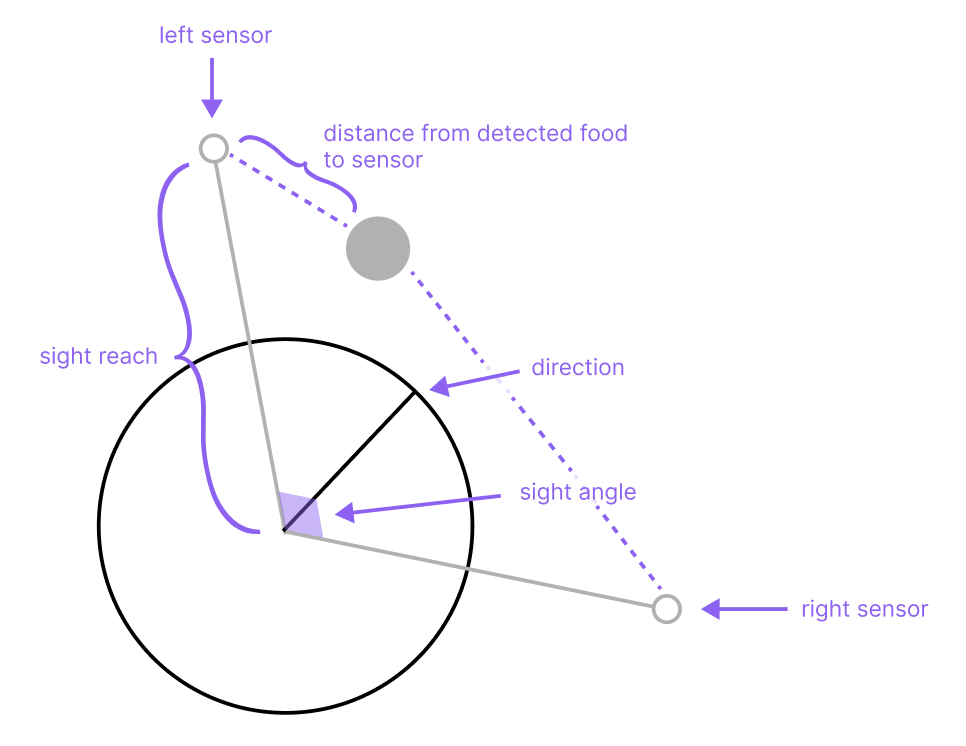 left sensor
distance from detected food
to sensor
sight reach
direction
sight angle
right sensor